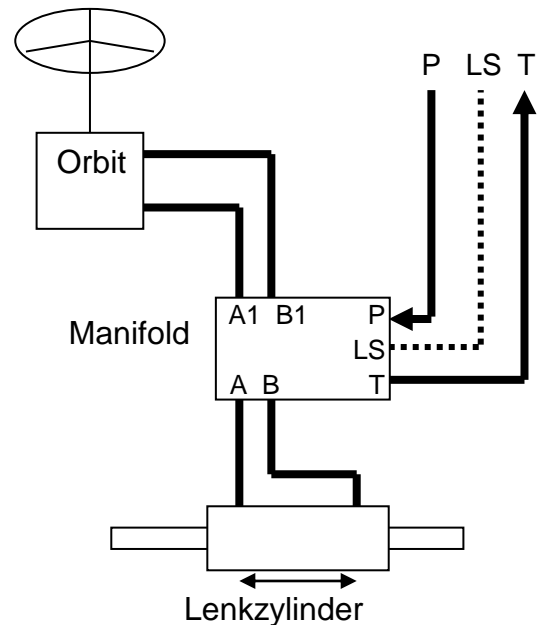 P LS T
Orbit
A1 B1 P
Manifold
LS
A B T
Lenkzylinder